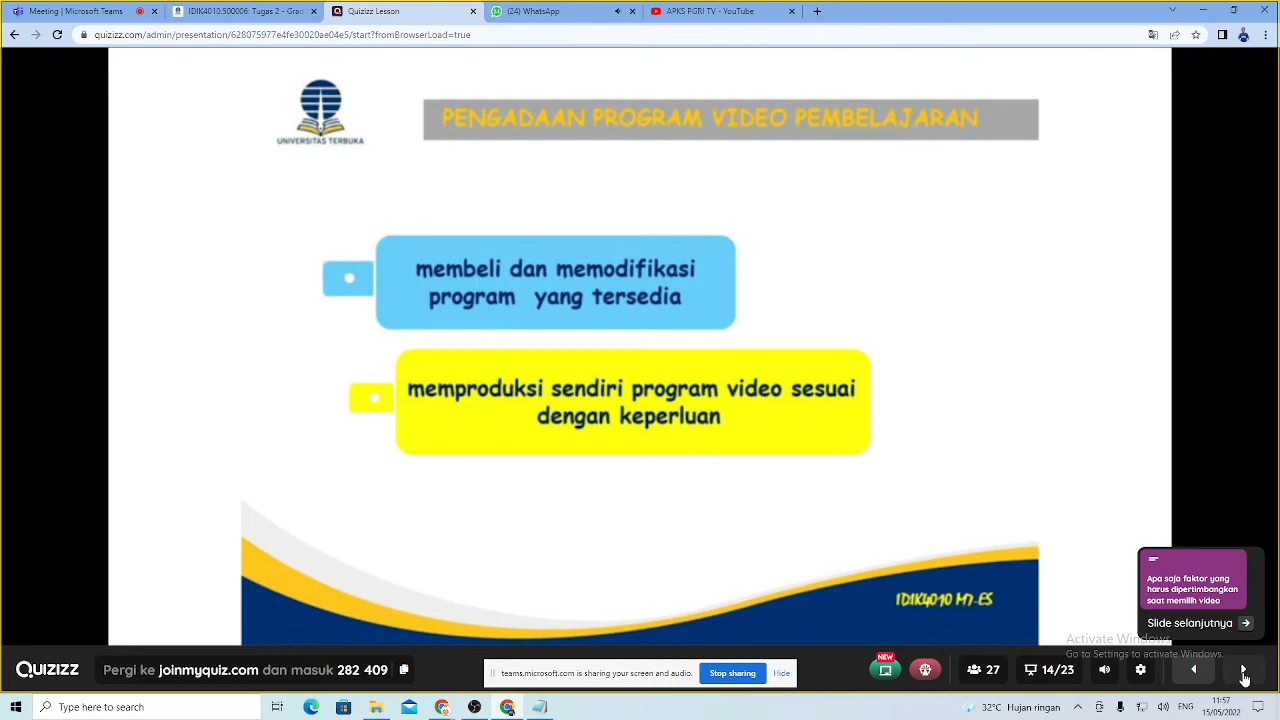 Meeting | Microsoft Teams
IDIK4010.500006: Tugas 2 - Grad
Quizizz Lesson
(24) WhatsApp
APKS PGRI TV - YouTube
quizizz.com/admin/presentation/628075977e4fe30020ae04e5/start?fromBrowserLoad=true
UNIVERSITAS TERBUKA
PENGADAAN PROGRAM VIDEO PEMBELAJARAN
membeli dan memodifikasi
program yang tersedia
memproduksi sendiri program video sesuai
dengan keperluan
IDIK4010 M7-ES
Apa saja faktor yang
harus dipertimbangkan
saat memilih video
Slide selanjutnya
Activate Windows
Go to Settings to activate Windows.
Quizizz
Pergi ke joinmyquiz.com dan masuk 282 409
teams.microsoft.com is sharing your screen and audio.
Stop sharing
Hide
NEW
27
14/23
Type here to search
32°C Hujan ringan
ENG
11:57
15/05/2022